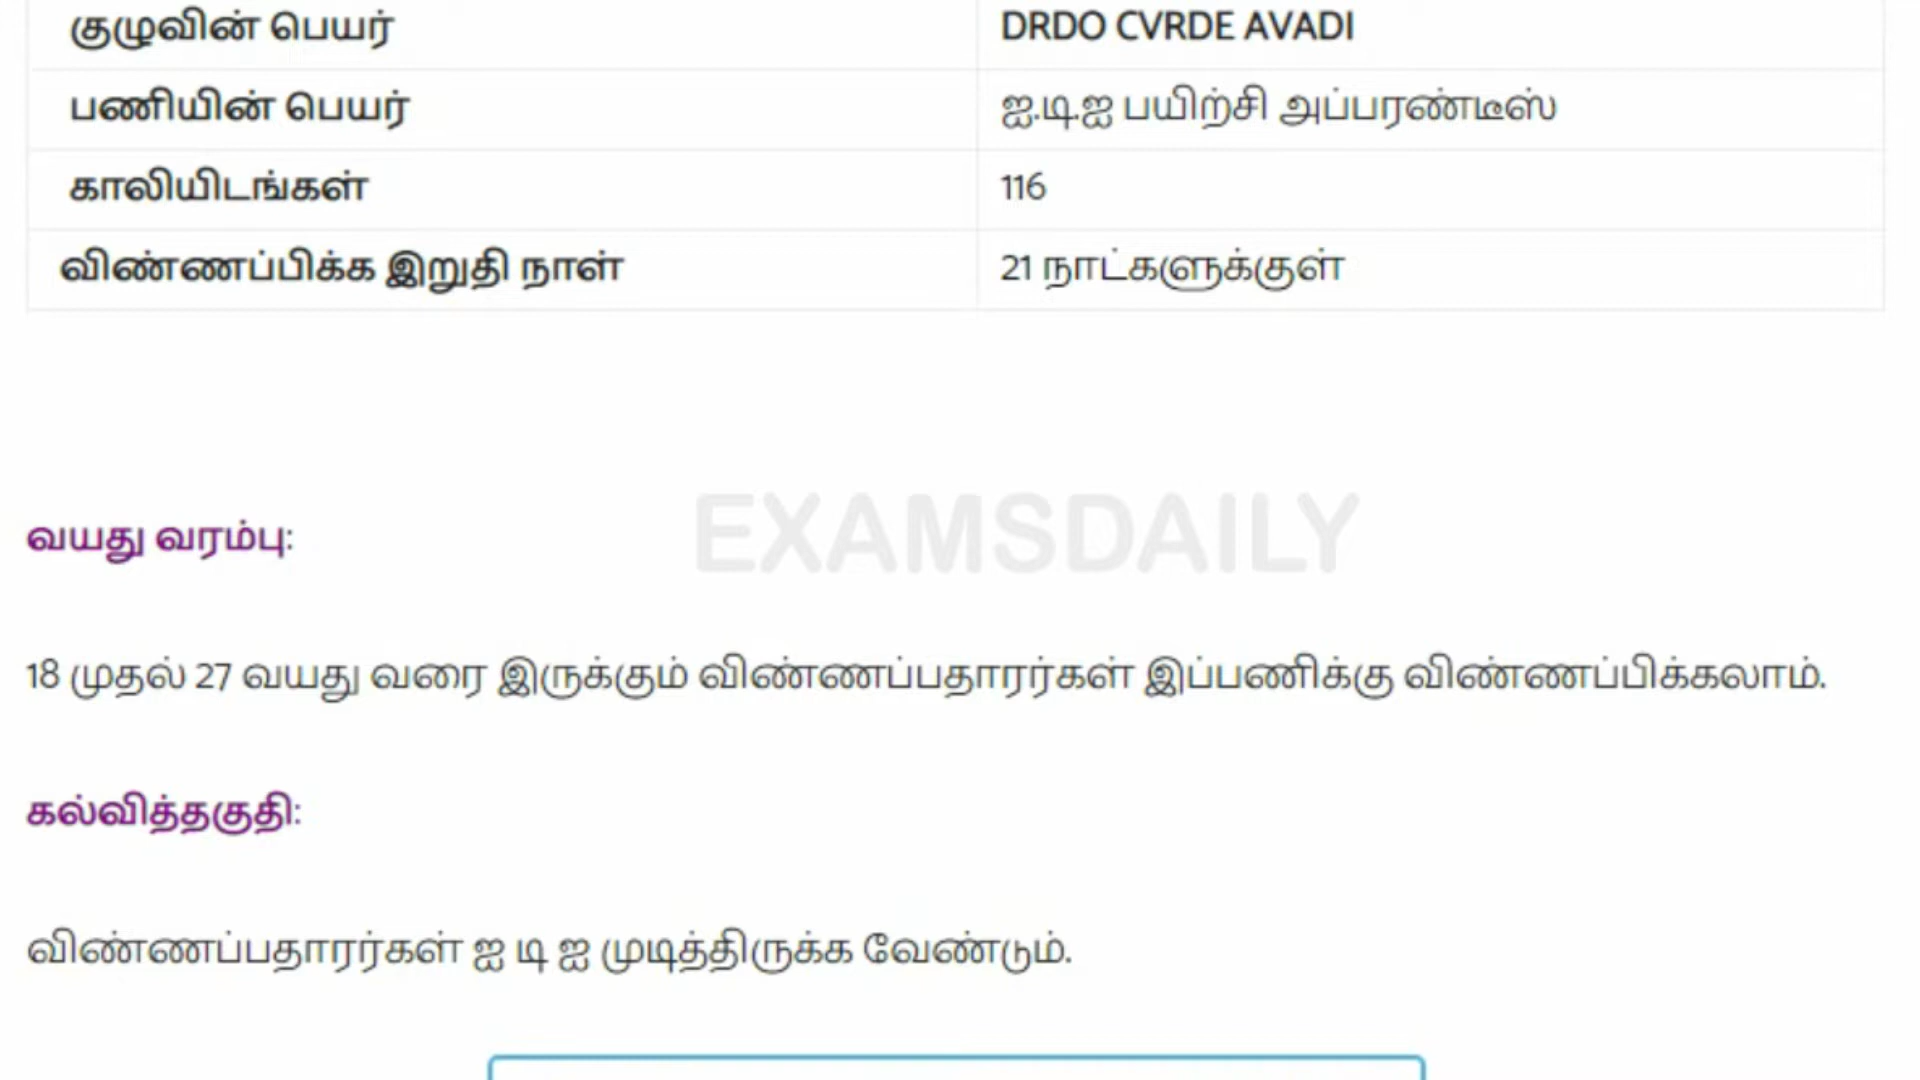 குழுவின் பெயர் DRDO CVRDE AVADI
பணியின் பெயர் ஐ.டி.ஐ பயிற்சி அப்பரண்டீஸ்
காலியிடங்கள் 116
விண்ணப்பிக்க இறுதி நாள் 21 நாட்களுக்குள்
EXAMSDAILY
வயது வரம்பு:
18 முதல் 27 வயது வரை இருக்கும் விண்ணப்பதாரர்கள் இப்பணிக்கு விண்ணப்பிக்கலாம்.
கல்வித்தகுதி:
விண்ணப்பதாரர்கள் ஐ டி ஐ முடித்திருக்க வேண்டும்.